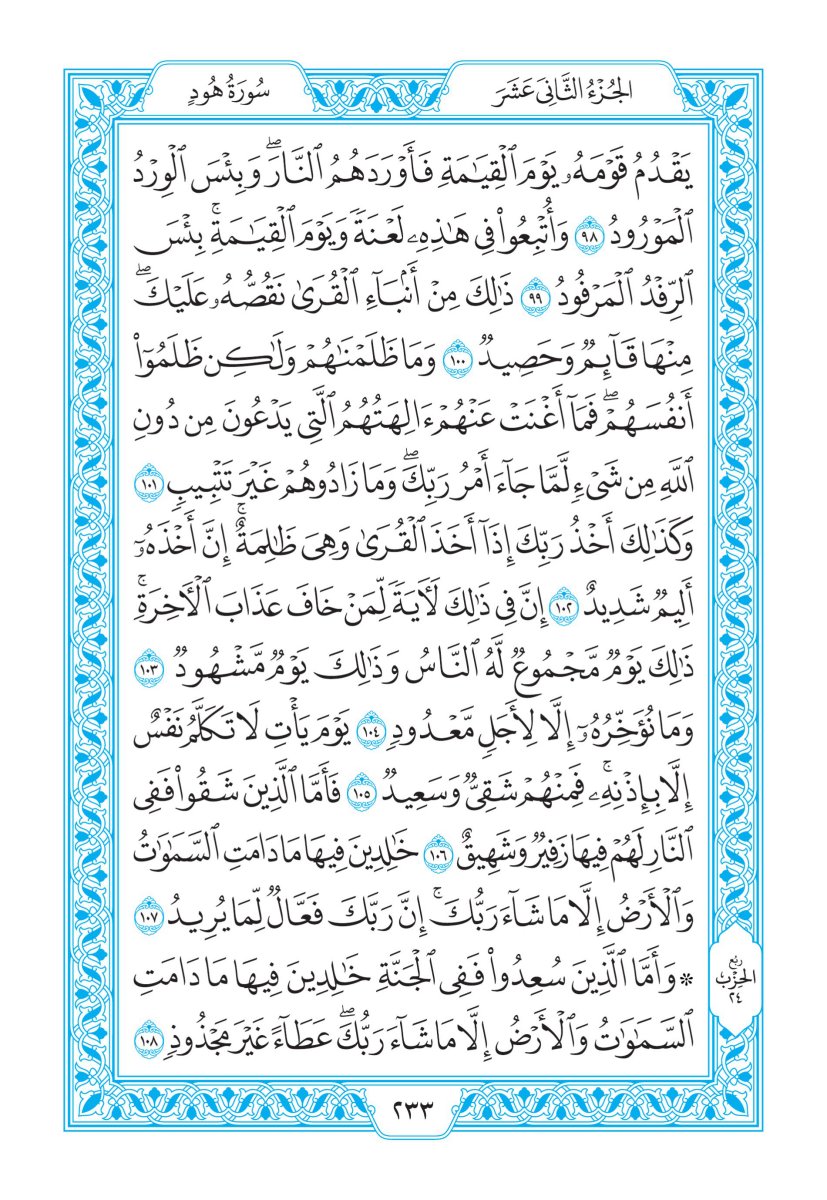 الجُزْءُ الثَّانِىَ عَشَرَ
سُورَةُ هُودٍ
يَقْدُمُ قَوْمَهُۥ يَوْمَ ٱلْقِيَٰمَةِ فَأَوْرَدَهُمُ ٱلنَّارَۖ وَبِئْسَ ٱلْوِرْدُ
ٱلْمَوْرُودُ ٩٨ وَأُتْبِعُوا۟ فِى هَٰذِهِۦ لَعْنَةً وَيَوْمَ ٱلْقِيَٰمَةِۚ بِئْسَ
ٱلرِّفْدُ ٱلْمَرْفُودُ ٩٩ ذَٰلِكَ مِنْ أَنۢبَآءِ ٱلْقُرَىٰ نَقُصُّهُۥ عَلَيْكَۖ
مِنْهَا قَآئِمٌ وَحَصِيدٌ ١٠٠ وَمَا ظَلَمْنَٰهُمْ وَلَٰكِن ظَلَمُوٓا۟
أَنفُسَهُمْۖ فَمَآ أَغْنَتْ عَنْهُمْ ءَالِهَتُهُمُ ٱلَّتِى يَدْعُونَ مِن دُونِ
ٱللَّهِ مِن شَىْءٍ لَّمَّا جَآءَ أَمْرُ رَبِّكَۖ وَمَا زَادُوهُمْ غَيْرَ تَتْبِيبٍ ١٠١
وَكَذَٰلِكَ أَخْذُ رَبِّكَ إِذَآ أَخَذَ ٱلْقُرَىٰ وَهِىَ ظَٰلِمَةٌۚ إِنَّ أَخْذَهُۥٓ
أَلِيمٌ شَدِيدٌ ١٠٢ إِنَّ فِى ذَٰلِكَ لَءَايَةً لِّمَنْ خَافَ عَذَابَ ٱلْءَاخِرَةِۚ
ذَٰلِكَ يَوْمٌ مَّجْمُوعٌ لَّهُ ٱلنَّاسُ وَذَٰلِكَ يَوْمٌ مَّشْهُودٌ ١٠٣
وَمَا نُؤَخِّرُهُۥٓ إِلَّا لِأَجَلٍ مَّعْدُودٍ ١٠٤ يَوْمَ يَأْتِ لَا تَكَلَّمُ نَفْسٌ
إِلَّا بِإِذْنِهِۦۚ فَمِنْهُمْ شَقِىٌّ وَسَعِيدٌ ١٠٥ فَأَمَّا ٱلَّذِينَ شَقُوا۟ فَفِى
ٱلنَّارِ لَهُمْ فِيهَا زَفِيرٌ وَشَهِيقٌ ١٠٦ خَٰلِدِينَ فِيهَا مَا دَامَتِ ٱلسَّمَٰوَٰتُ
وَٱلْأَرْضُ إِلَّا مَا شَآءَ رَبُّكَۚ إِنَّ رَبَّكَ فَعَّالٌ لِّمَا يُرِيدُ ١٠٧
۞ وَأَمَّا ٱلَّذِينَ سُعِدُوا۟ فَفِى ٱلْجَنَّةِ خَٰلِدِينَ فِيهَا مَا دَامَتِ
ٱلسَّمَٰوَٰتُ وَٱلْأَرْضُ إِلَّا مَا شَآءَ رَبُّكَۖ عَطَآءً غَيْرَ مَجْذُوذٍ ١٠٨
ربع
الحزب
٢٤
٢٣٣